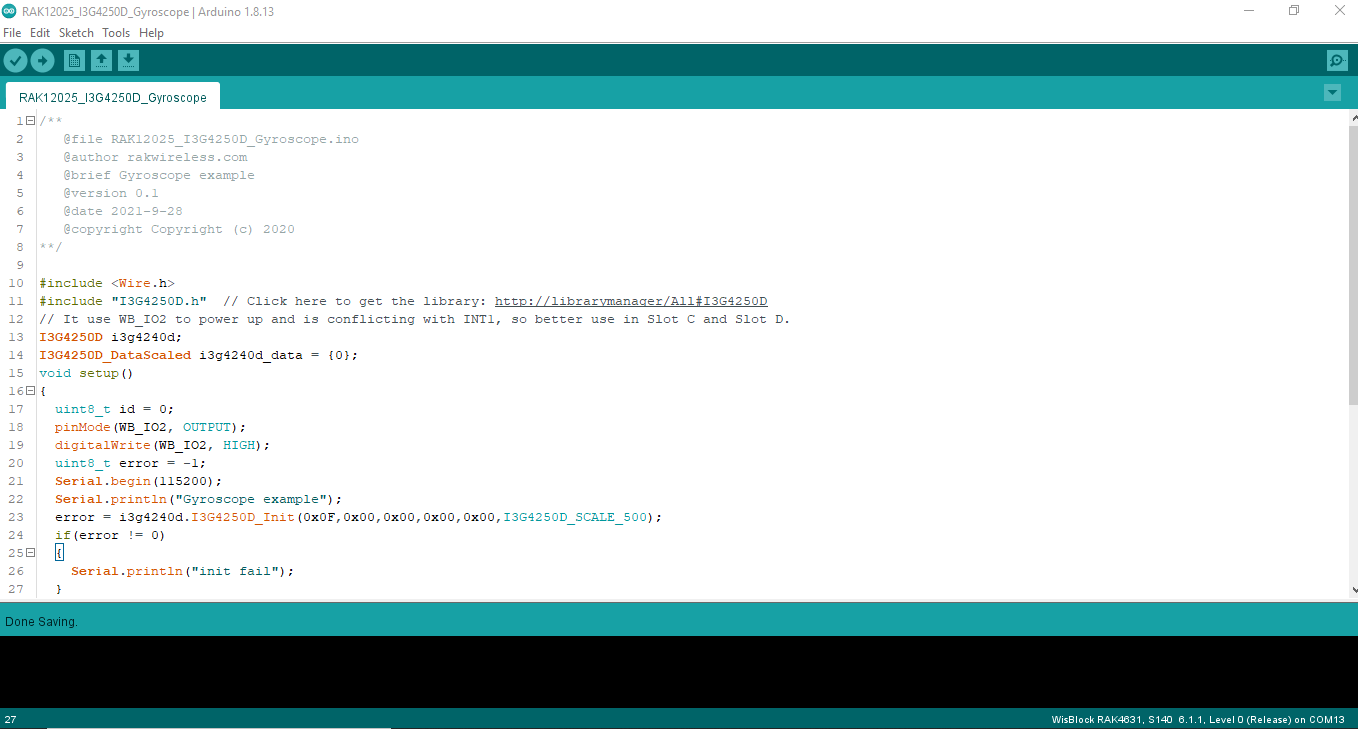 RAK12025_I3G4250D_Gyroscope | Arduino 1.8.13
File Edit Sketch Tools Help
RAK12025_I3G4250D_Gyroscope
1 /**
2 @file RAK12025_I3G4250D_Gyroscope.ino
3 @author rakwireless.com
4 @brief Gyroscope example
5 @version 0.1
6 @date 2021-9-28
7 @copyright Copyright (c) 2020
8 **/
9
10 #include <Wire.h>
11 #include "I3G4250D.h"  // Click here to get the library: http://librarymanager/All#I3G4250D
12 // It use WB_IO2 to power up and is conflicting with INT1, so better use in Slot C and Slot D.
13 I3G4250D i3g4240d;
14 I3G4250D_DataScaled i3g4240d_data = {0};
15 void setup()
16 {
17 uint8_t id = 0;
18 pinMode(WB_IO2, OUTPUT);
19 digitalWrite(WB_IO2, HIGH);
20 uint8_t error = -1;
21 Serial.begin(115200);
22 Serial.println("Gyroscope example");
23 error = i3g4240d.I3G4250D_Init(0x0F,0x00,0x00,0x00,0x00,I3G4250D_SCALE_500);
24 if(error != 0)
25 {
26 Serial.println("init fail");
27 }
Done Saving.
27 WisBlock RAK4631, S140 6.1.1, Level 0 (Release) on COM13